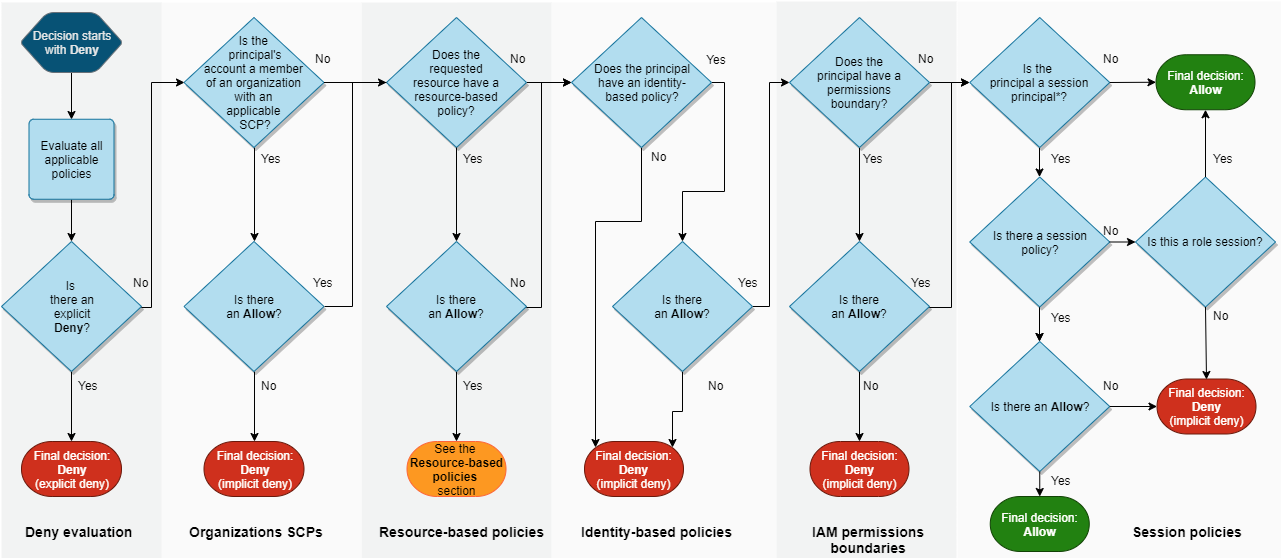 Decision starts
with Deny
Evaluate all
applicable
policies
Is
there an
explicit
Deny?
No
Yes
Final decision:
Deny
(explicit deny)
Deny evaluation
Is the
principal's
account a member
of an organization
with an
applicable
SCP?
No
Yes
Is there
an Allow?
Yes
No
Final decision:
Deny
(implicit deny)
Organizations SCPs
Does the
requested
resource have a
resource-based
policy?
No
Yes
Is there
an Allow?
No
Yes
See the
Resource-based
policies
section
Resource-based policies
Does the principal
have an identity-
based policy?
Yes
No
Is there
an Allow?
Yes
No
Final decision:
Deny
(implicit deny)
Identity-based policies
Does the
principal have a
permissions
boundary?
No
Yes
Is there
an Allow?
Yes
No
Final decision:
Deny
(implicit deny)
IAM permissions
boundaries
Is the
principal a session
principal*?
No
Final decision:
Allow
Yes
Yes
Is there a session
policy?
No
Is this a role session?
Yes
No
Is there an Allow?
No
Final decision:
Deny
(implicit deny)
Yes
Final decision:
Allow
Session policies